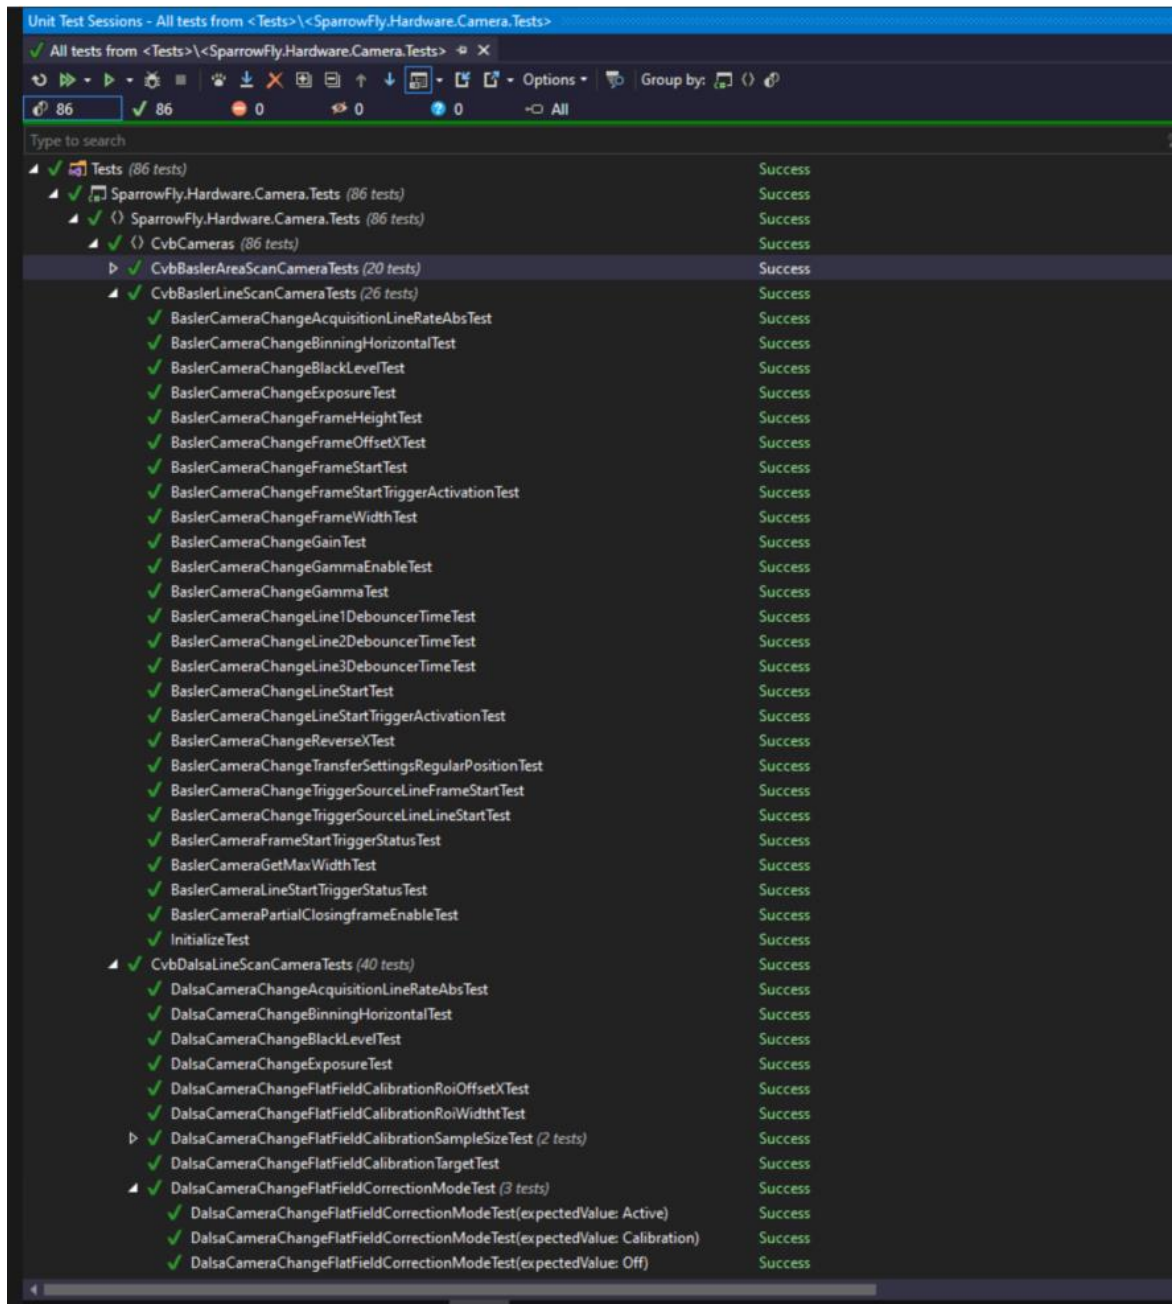 Unit Test Sessions - All tests from <Tests>\<SparrowFly.Hardware.Camera.Tests>
All tests from <Tests>\<SparrowFly.Hardware.Camera.Tests>
Options Group by:
86 86 0 0 0 All
Type to search
Tests (86 tests) Success
SparrowFly.Hardware.Camera.Tests (86 tests) Success
SparrowFly.Hardware.Camera.Tests (86 tests) Success
CvbCameras (86 tests) Success
CvbBaslerAreaScanCameraTests (20 tests) Success
CvbBaslerLineScanCameraTests (26 tests) Success
BaslerCameraChangeAcquisitionLineRateAbsTest Success
BaslerCameraChangeBinningHorizontalTest Success
BaslerCameraChangeBlackLevelTest Success
BaslerCameraChangeExposureTest Success
BaslerCameraChangeFrameHeightTest Success
BaslerCameraChangeFrameOffsetXTest Success
BaslerCameraChangeFrameStartTest Success
BaslerCameraChangeFrameStartTriggerActivationTest Success
BaslerCameraChangeFrameWidthTest Success
BaslerCameraChangeGainTest Success
BaslerCameraChangeGammaEnableTest Success
BaslerCameraChangeGammaTest Success
BaslerCameraChangeLine1DebouncerTimeTest Success
BaslerCameraChangeLine2DebouncerTimeTest Success
BaslerCameraChangeLine3DebouncerTimeTest Success
BaslerCameraChangeLineStartTest Success
BaslerCameraChangeLineStartTriggerActivationTest Success
BaslerCameraChangeReverseXTest Success
BaslerCameraChangeTransferSettingsRegularPositionTest Success
BaslerCameraChangeTriggerSourceLineFrameStartTest Success
BaslerCameraChangeTriggerSourceLineLineStartTest Success
BaslerCameraFrameStartTriggerStatusTest Success
BaslerCameraGetMaxWidthTest Success
BaslerCameraLineStartTriggerStatusTest Success
BaslerCameraPartialClosingframeEnableTest Success
InitializeTest Success
CvbDalsaLineScanCameraTests (40 tests) Success
DalsaCameraChangeAcquisitionLineRateAbsTest Success
DalsaCameraChangeBinningHorizontalTest Success
DalsaCameraChangeBlackLevelTest Success
DalsaCameraChangeExposureTest Success
DalsaCameraChangeFlatFieldCalibrationRoiOffsetXTest Success
DalsaCameraChangeFlatFieldCalibrationRoiWidthtTest Success
DalsaCameraChangeFlatFieldCalibrationSampleSizeTest (2 tests) Success
DalsaCameraChangeFlatFieldCalibrationTargetTest Success
DalsaCameraChangeFlatFieldCorrectionModeTest (3 tests) Success
DalsaCameraChangeFlatFieldCorrectionModeTest(expectedValue: Active) Success
DalsaCameraChangeFlatFieldCorrectionModeTest(expectedValue: Calibration) Success
DalsaCameraChangeFlatFieldCorrectionModeTest(expectedValue: Off) Success